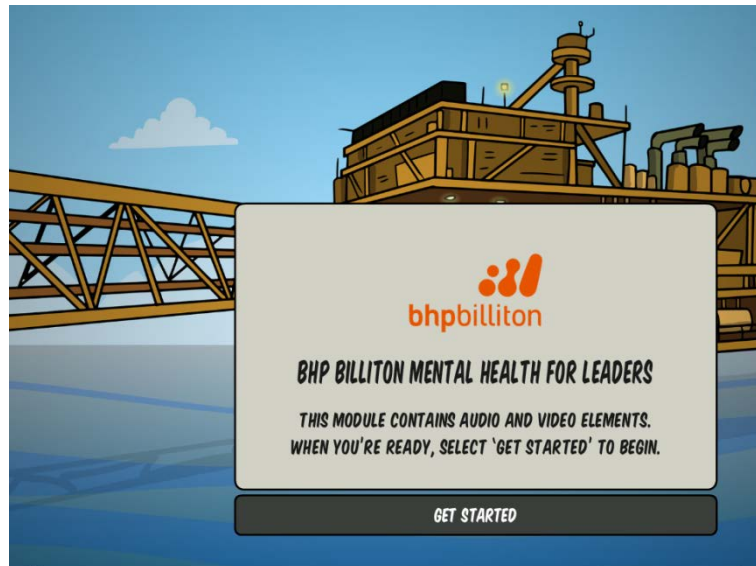 bhpbilliton
BHP BILLITON MENTAL HEALTH FOR LEADERS
THIS MODULE CONTAINS AUDIO AND VIDEO ELEMENTS.
WHEN YOU'RE READY, SELECT ‘GET STARTED’ TO BEGIN.
GET STARTED